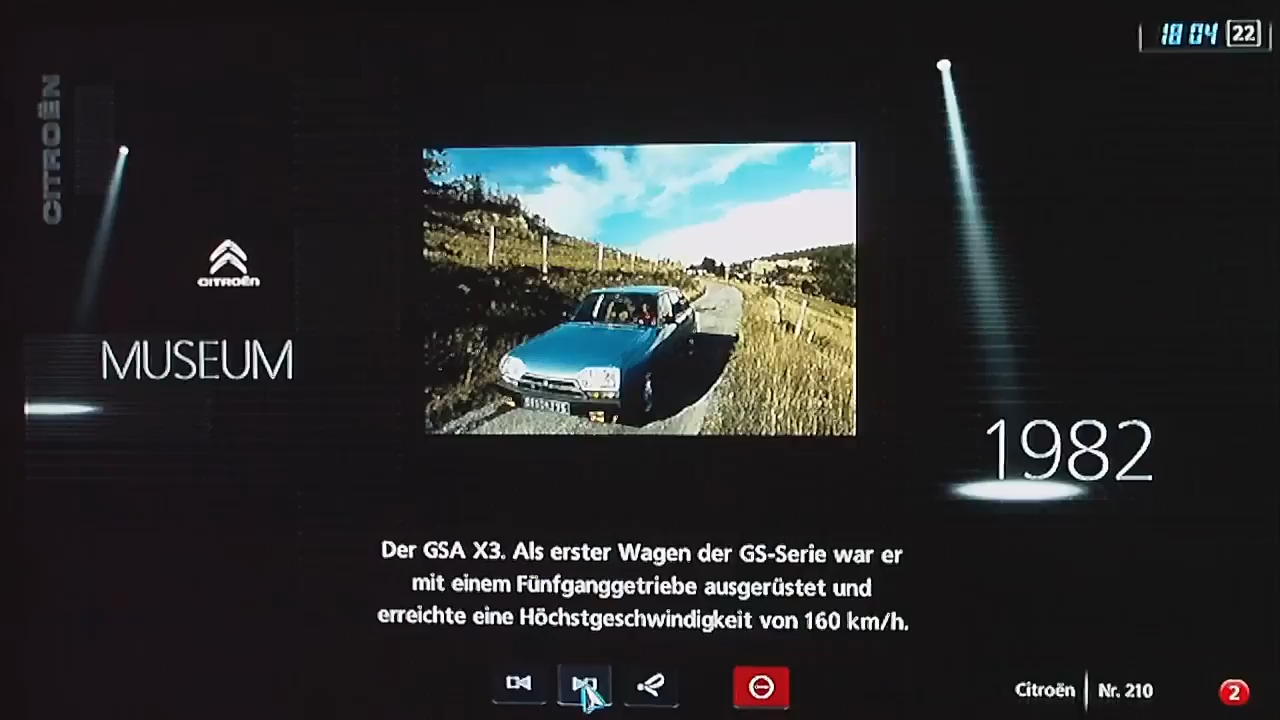 18 04 22
CITROËN
CITROËN
MUSEUM
1982
Der GSA X3. Als erster Wagen der GS-Serie war er
mit einem Fünfganggetriebe ausgerüstet und
erreichte eine Höchstgeschwindigkeit von 160 km/h.
Citroën Nr. 210
2